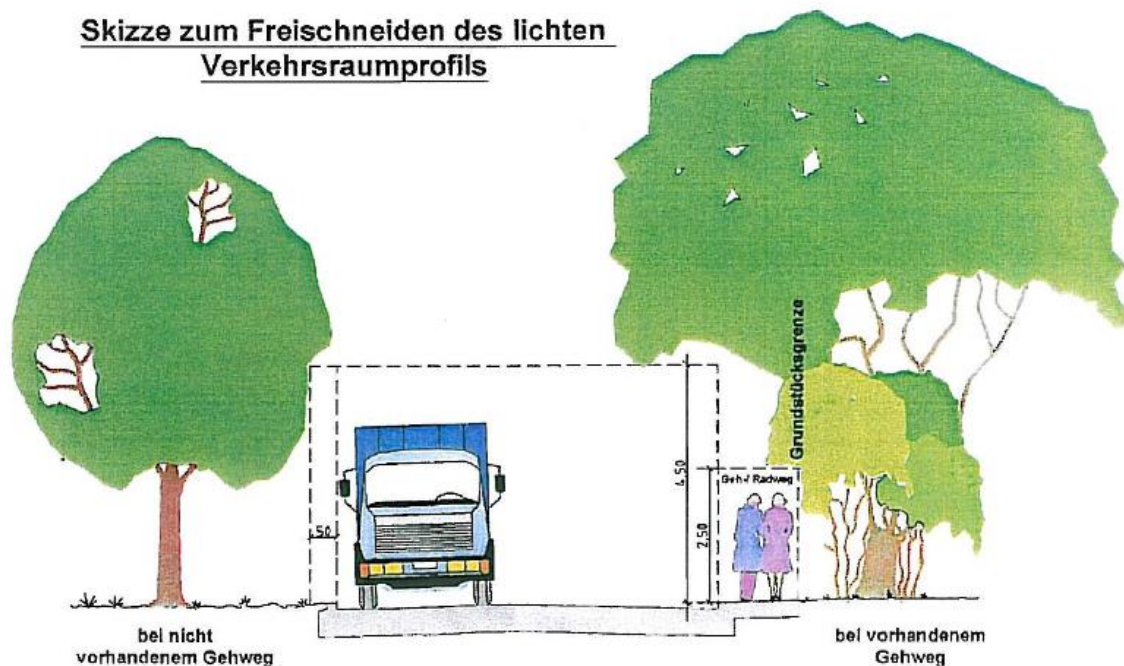 Skizze zum Freischneiden des lichten
Verkehrsraumprofils
Grundstücksgrenze
4,50
Geh-/ Radweg
2,50
,50
bei nicht
vorhandenem Gehweg
bei vorhandenem
Gehweg